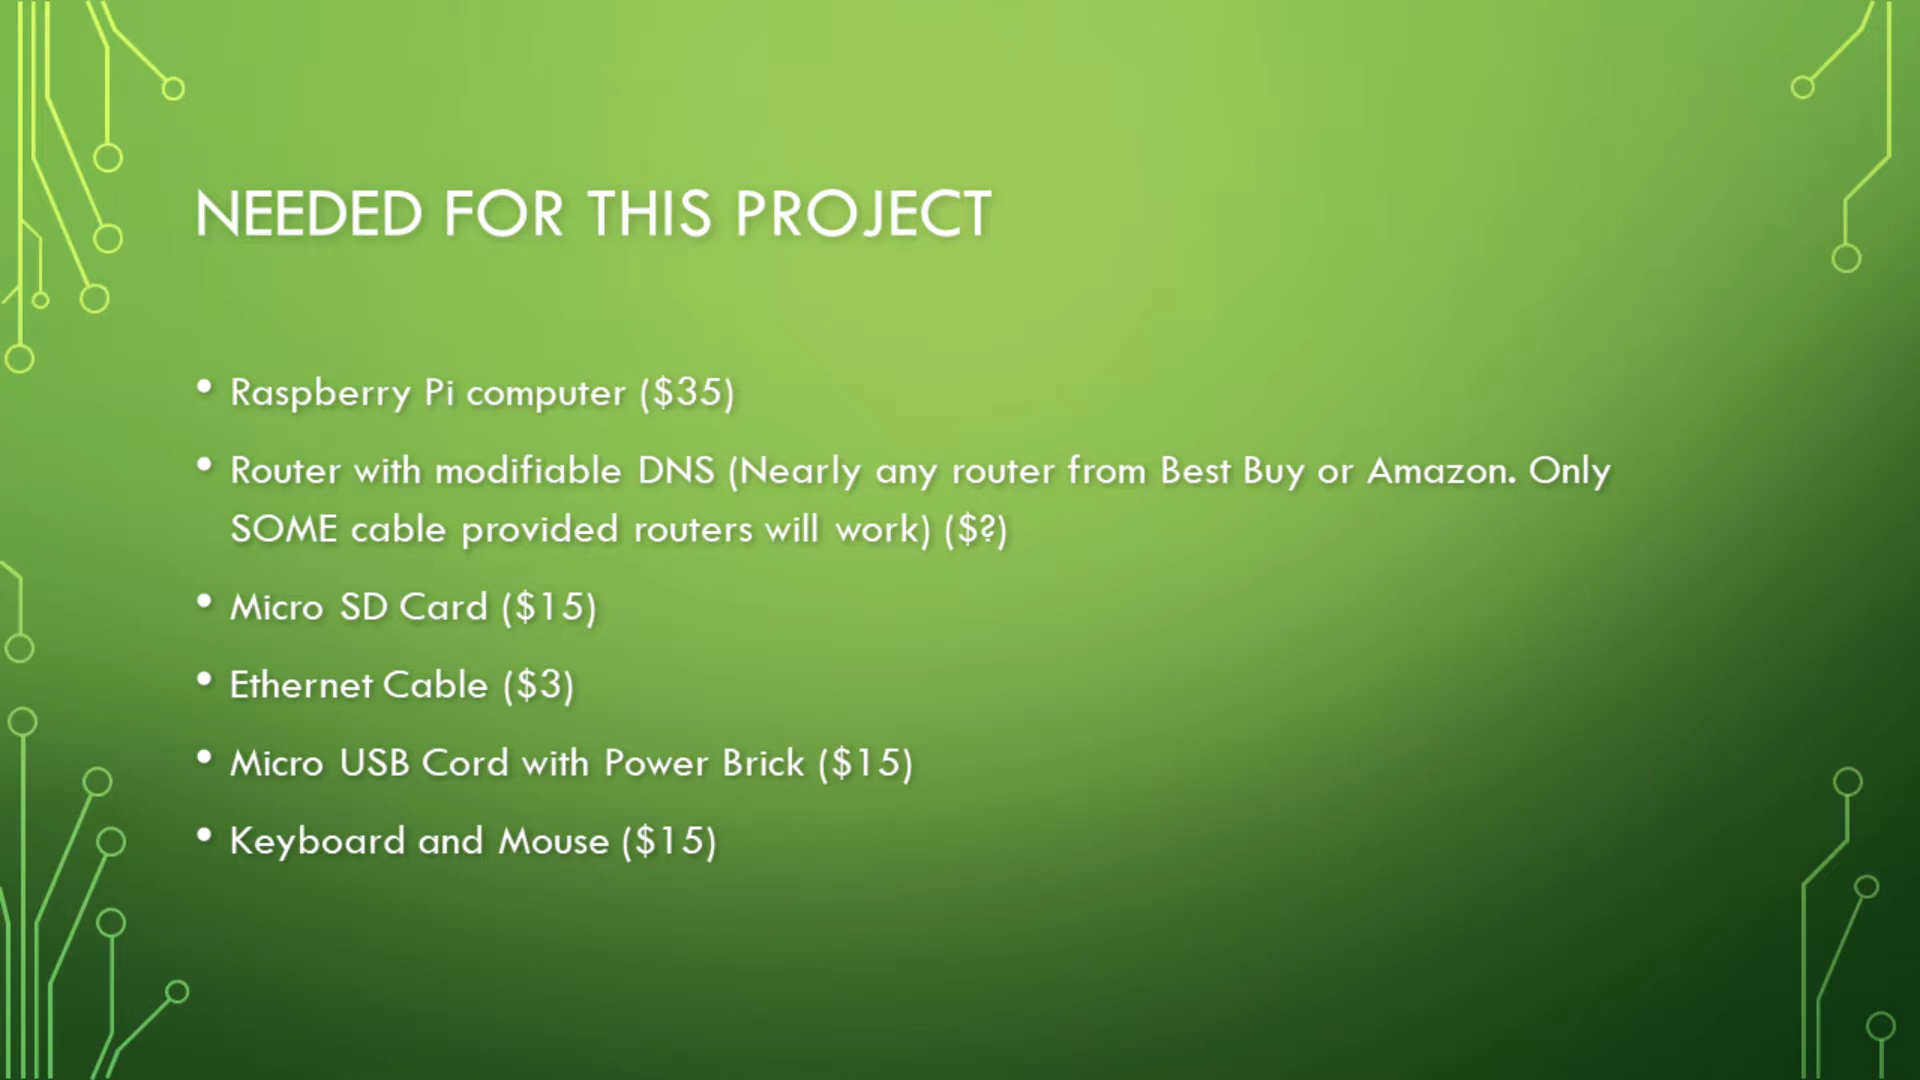 NEEDED FOR THIS PROJECT
• Raspberry Pi computer ($35)
• Router with modifiable DNS (Nearly any router from Best Buy or Amazon. Only
SOME cable provided routers will work) ($?)
• Micro SD Card ($15)
• Ethernet Cable ($3)
• Micro USB Cord with Power Brick ($15)
• Keyboard and Mouse ($15)